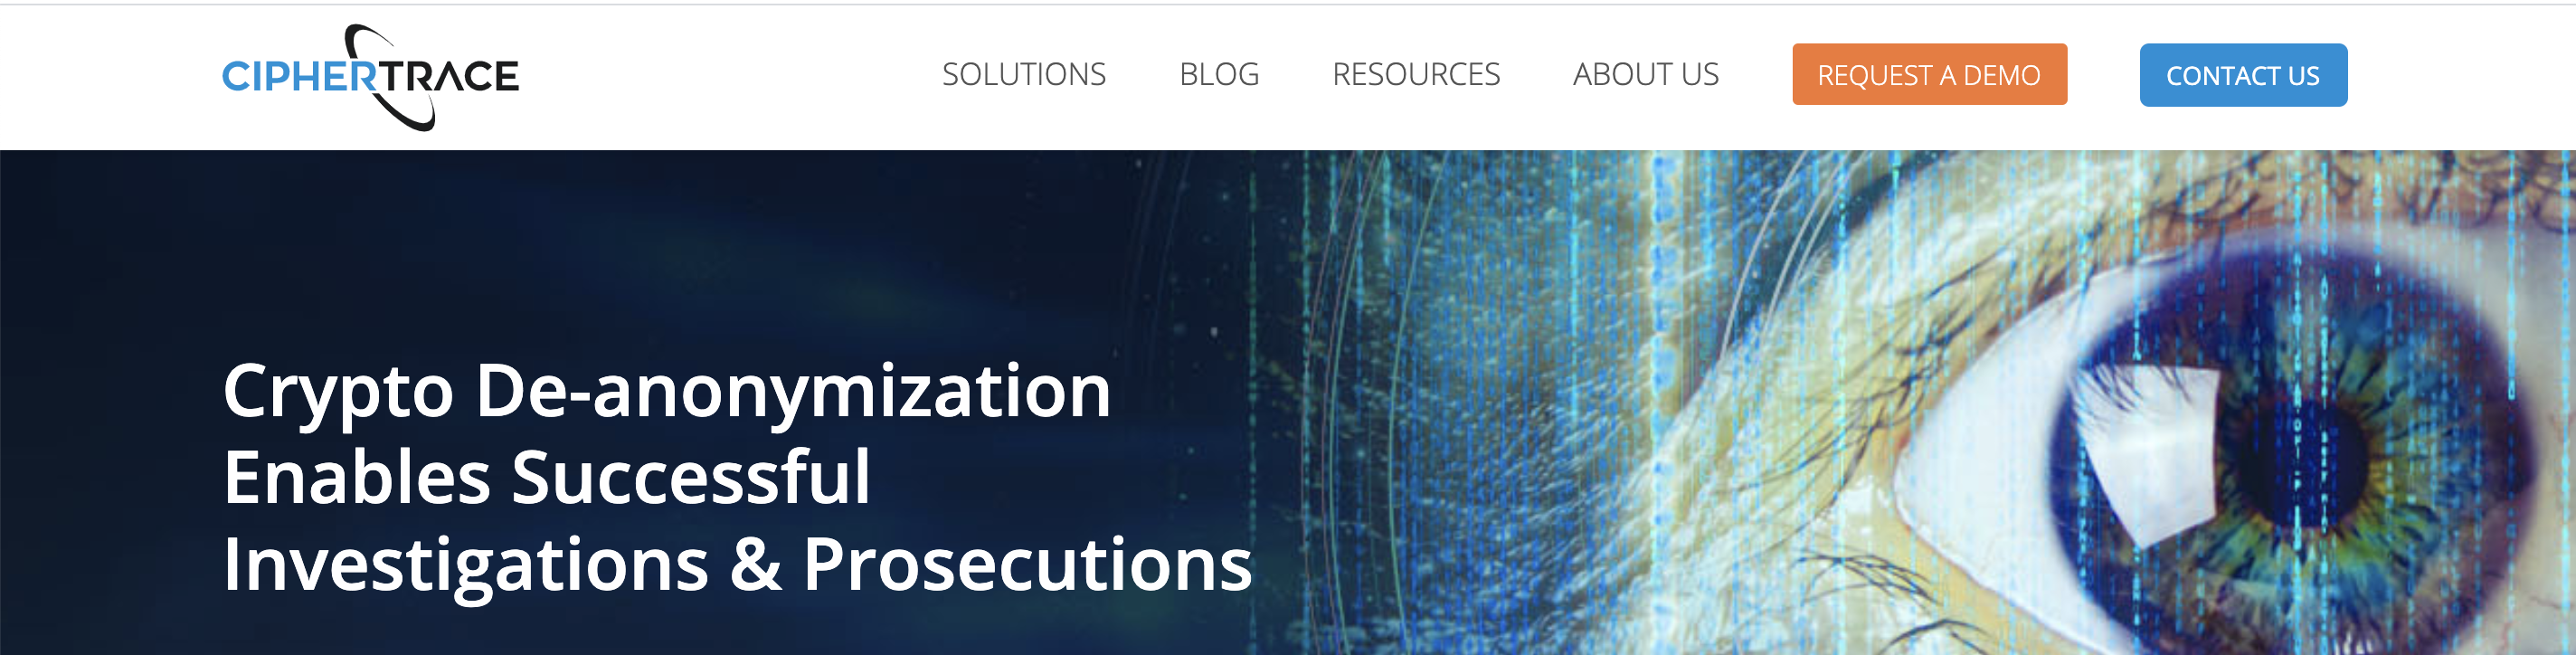 CIPHERTRACE
SOLUTIONS
BLOG
RESOURCES
ABOUT US
REQUEST A DEMO
CONTACT US
Crypto De-anonymization
Enables Successful
Investigations & Prosecutions